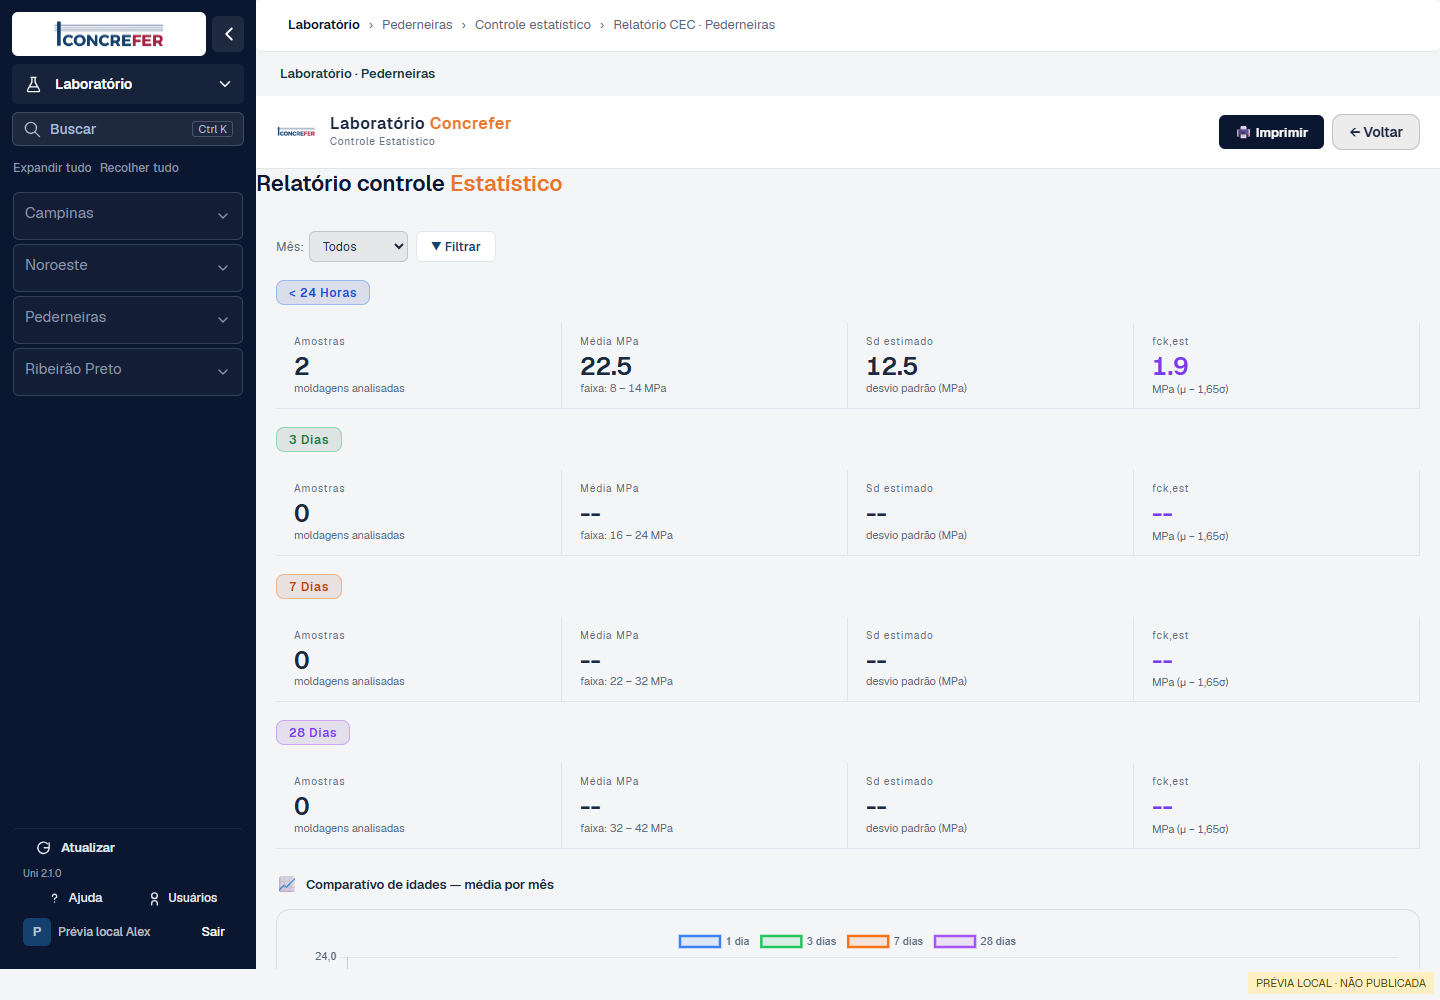 CONCREFER
Laboratório
Buscar
Ctrl K
Expandir tudo Recolher tudo
Campinas
Noroeste
Pederneiras
Ribeirão Preto
Atualizar
Uni 2.1.0
? Ajuda
Usuários
P Prévia local Alex
Sair
Laboratório › Pederneiras › Controle estatístico › Relatório CEC · Pederneiras
Laboratório · Pederneiras
CONCREFER
Laboratório Concrefer
Controle Estatístico
Imprimir
← Voltar
Relatório controle Estatístico
Mês: Todos ▼ Filtrar
< 24 Horas
Amostras
2
moldagens analisadas
Média MPa
22.5
faixa: 8 – 14 MPa
Sd estimado
12.5
desvio padrão (MPa)
fck,est
1.9
MPa (μ – 1,65σ)
3 Dias
Amostras
0
moldagens analisadas
Média MPa
--
faixa: 16 – 24 MPa
Sd estimado
--
desvio padrão (MPa)
fck,est
--
MPa (μ – 1,65σ)
7 Dias
Amostras
0
moldagens analisadas
Média MPa
--
faixa: 22 – 32 MPa
Sd estimado
--
desvio padrão (MPa)
fck,est
--
MPa (μ – 1,65σ)
28 Dias
Amostras
0
moldagens analisadas
Média MPa
--
faixa: 32 – 42 MPa
Sd estimado
--
desvio padrão (MPa)
fck,est
--
MPa (μ – 1,65σ)
Comparatívo de idades — média por mês
1 dia 3 dias 7 dias 28 dias
24,0
PRÉVIA LOCAL · NÃO PUBLICADA